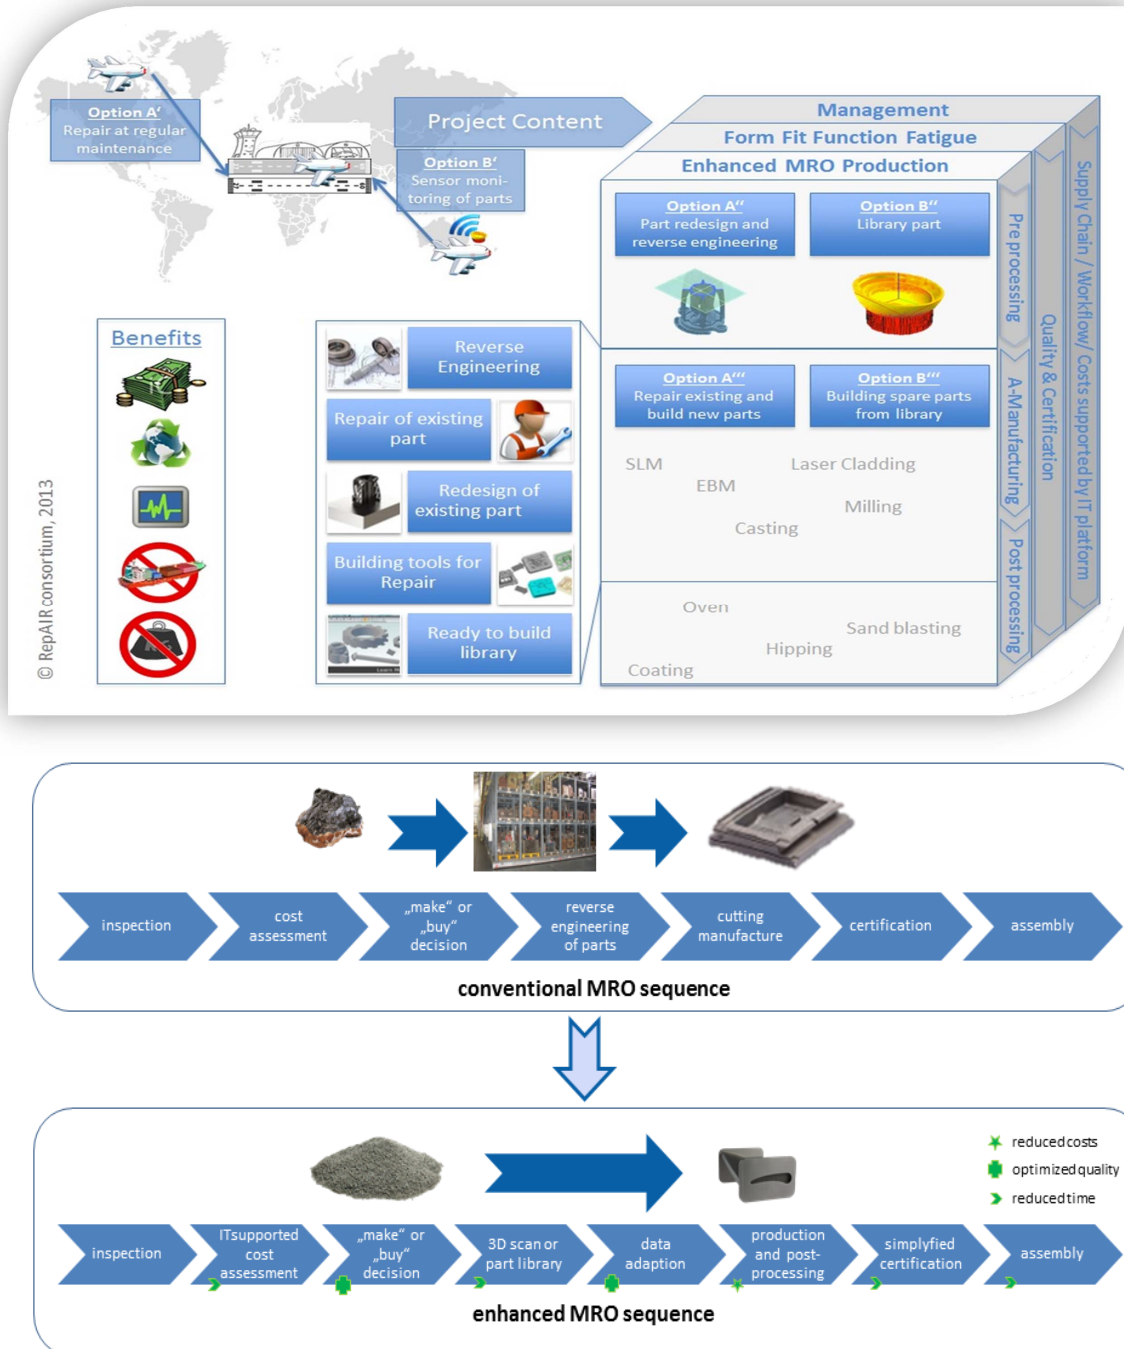 Option A'
Repair at regular
maintenance
Project Content
Option B'
Sensor moni-
toring of parts
Management
Form Fit Function Fatigue
Enhanced MRO Production
Option A''
Part redesign and
reverse engineering
Option B''
Library part
Pre processing
A-Manufacturing
Post processing
Quality & Certification
Supply Chain / Workflow/ Costs supported by IT platform
Benefits
Reverse
Engineering
Repair of existing
part
Redesign of
existing part
Building tools for
Repair
Ready to build
library
Option A'''
Repair existing and
build new parts
Option B'''
Building spare parts
from library
SLM
Laser Cladding
EBM
Milling
Casting
Oven
Sand blasting
Hipping
Coating
© RepAIR consortium, 2013
inspection
cost
assessment
„make“ or
„buy“
decision
reverse
engineering
of parts
cutting
manufacture
certification
assembly
conventional MRO sequence
reduced costs
optimized quality
reduced time
inspection
IT supported
cost
assessment
„make“ or
„buy“
decision
3D scan or
part library
data
adaption
production
and post-
processing
simplyfied
certification
assembly
enhanced MRO sequence